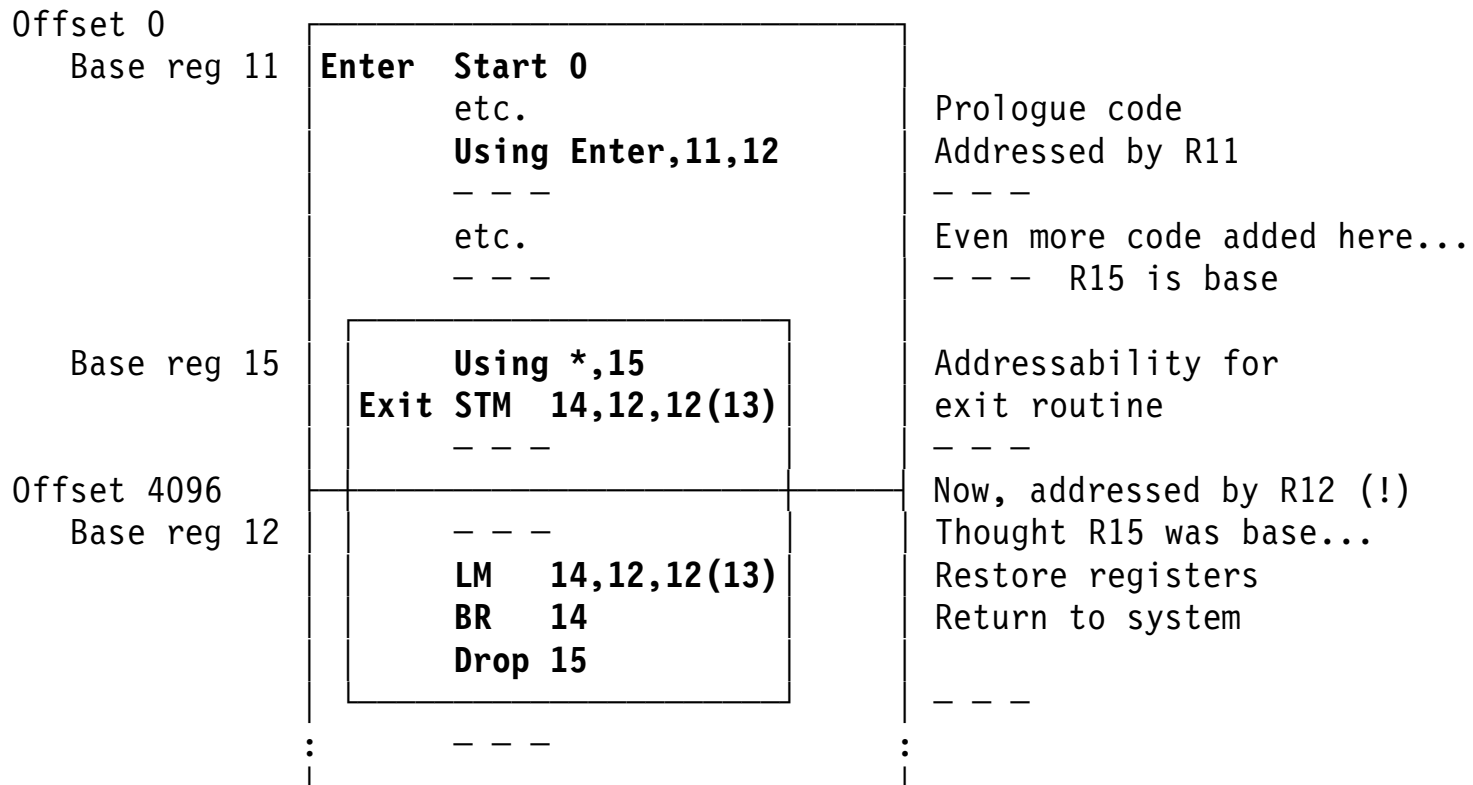 Offset 0
Base reg 11 Enter Start 0
etc. Prologue code
Using Enter,11,12 Addressed by R11
— — — — — —
etc. Even more code added here...
— — — — — — R15 is base
Base reg 15 Using *,15 Addressability for
Exit STM 14,12,12(13) exit routine
— — — — — —
Offset 4096 Now, addressed by R12 (!)
Base reg 12 — — — Thought R15 was base...
LM 14,12,12(13) Restore registers
BR 14 Return to system
Drop 15
— — —
: — — — :